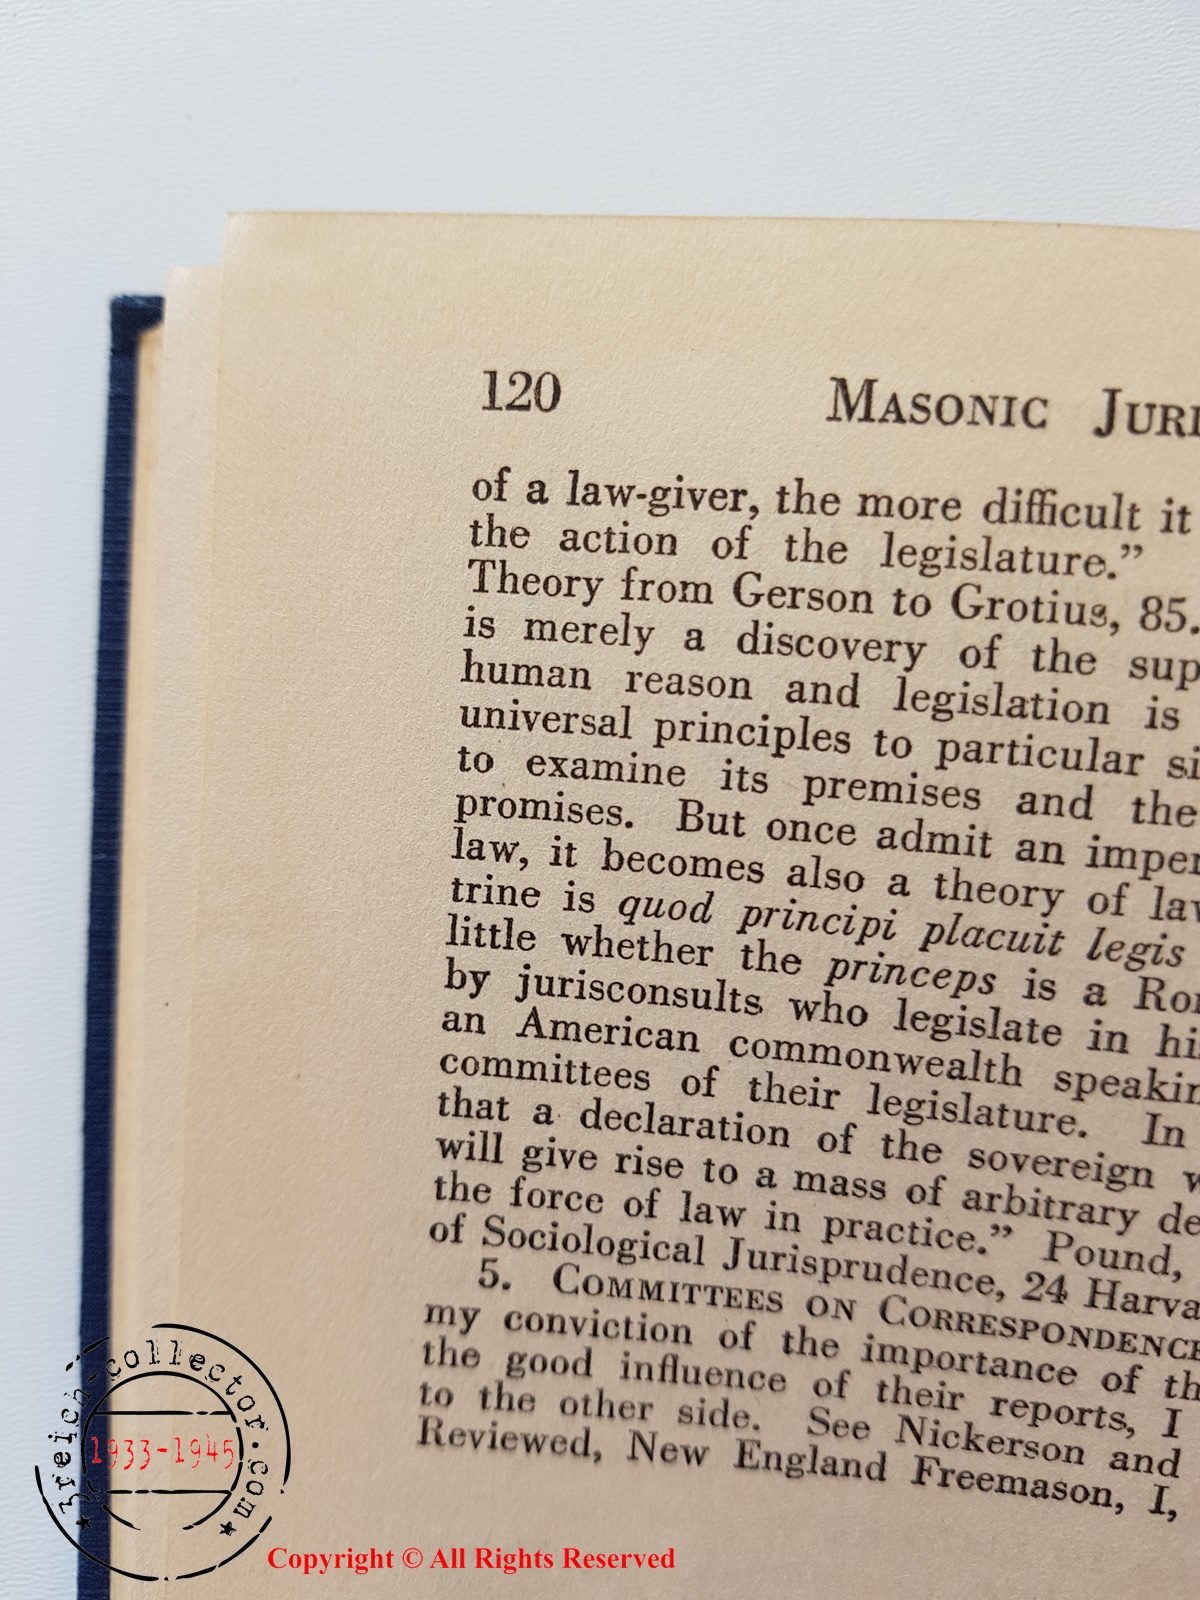 120 MASONIC JURI
of a law-giver, the more difficult it
the action of the legislature.”
Theory from Gerson to Grotius, 85.
is merely a discovery of the sup
human reason and legislation is
universal principles to particular si
to examine its premises and the
promises. But once admit an imper
law, it becomes also a theory of law
trine is quod principi placuit legis
little whether the princeps is a Rom
by jurisconsults who legislate in his
an American commonwealth speakin
committees of their legislature. In
that a declaration of the sovereign w
will give rise to a mass of arbitrary de
the force of law in practice.” Pound,
of Sociological Jurisprudence, 24 Harva
5. COMMITTEES ON CORRESPONDENCE
my conviction of the importance of th
the good influence of their reports, I
to the other side. See Nickerson and
Reviewed, New England Freemason, I,
3reich-collector.com
1933-1945
Copyright © All Rights Reserved